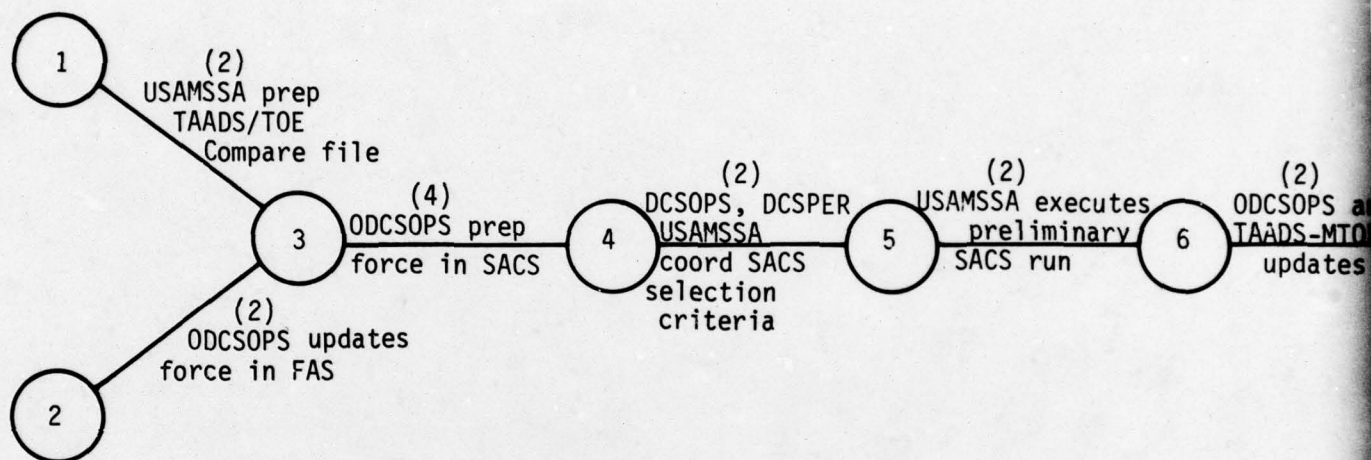 1
(2)
USAMSSA prep
TAADS/TOE
Compare file
3
(2)
ODCSOPS updates
force in FAS
2
(4)
ODCSOPS prep
force in SACS
4
(2)
DCSOPS, DCSPER
USAMSSA
coord SACS
selection
criteria
5
(2)
USAMSSA executes
preliminary
SACS run
6
(2)
ODCSOPS
updates